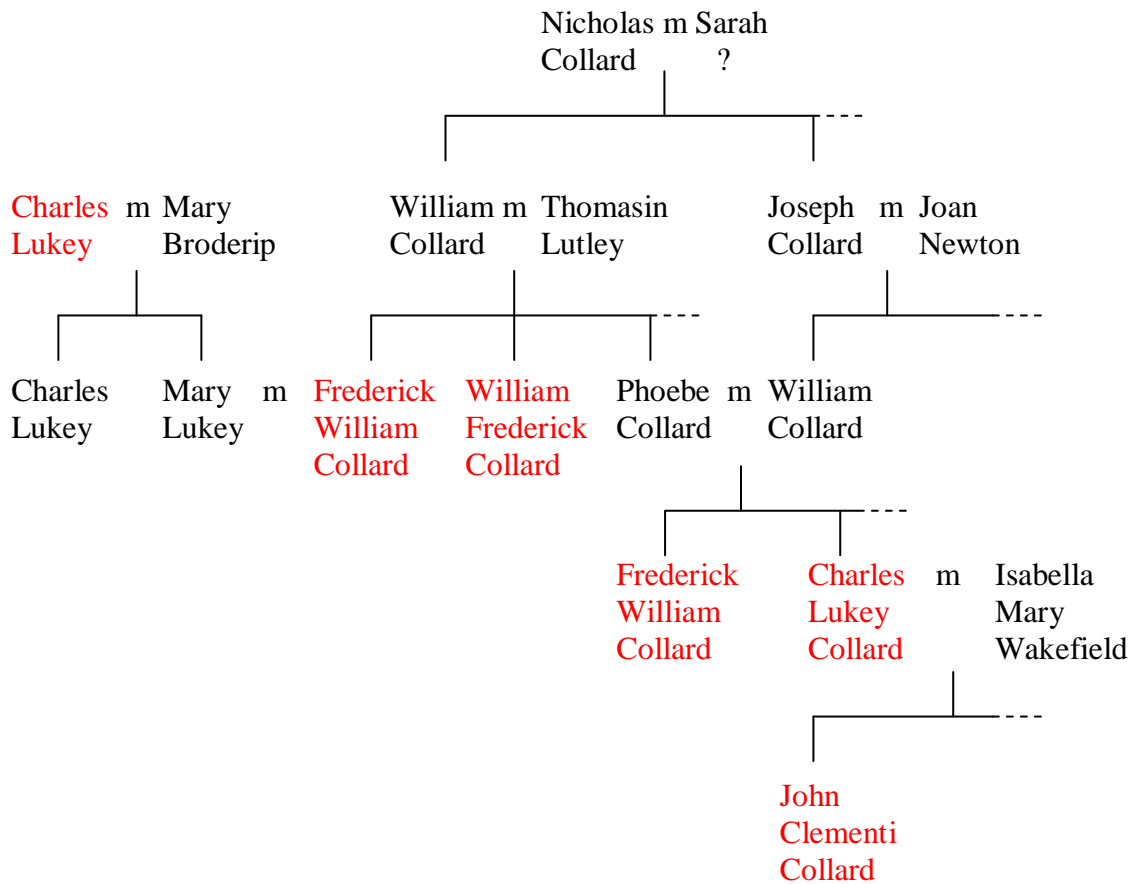 Nicholas m Sarah
Collard ?
Charles m Mary William m Thomasin Joseph m Joan
Lukey Broderip Collard Lutley Collard Newton
Charles Mary m Frederick William Phoebe m William
Lukey Lukey William Frederick Collard Collard
Collard Collard
Frederick Charles m Isabella
William Lukey Mary
Collard Collard Wakefield
John
Clementi
Collard